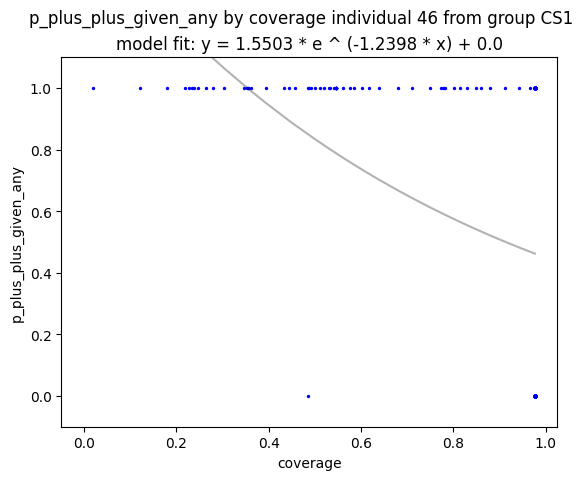 p_plus_plus_given_any by coverage individual 46 from group CS1
model fit: y = 1.5503 * e ^ (-1.2398 * x) + 0.0
1.0
0.8
0.6
0.4
0.2
0.0
p_plus_plus_given_any
0.0 0.2 0.4 0.6 0.8 1.0
coverage